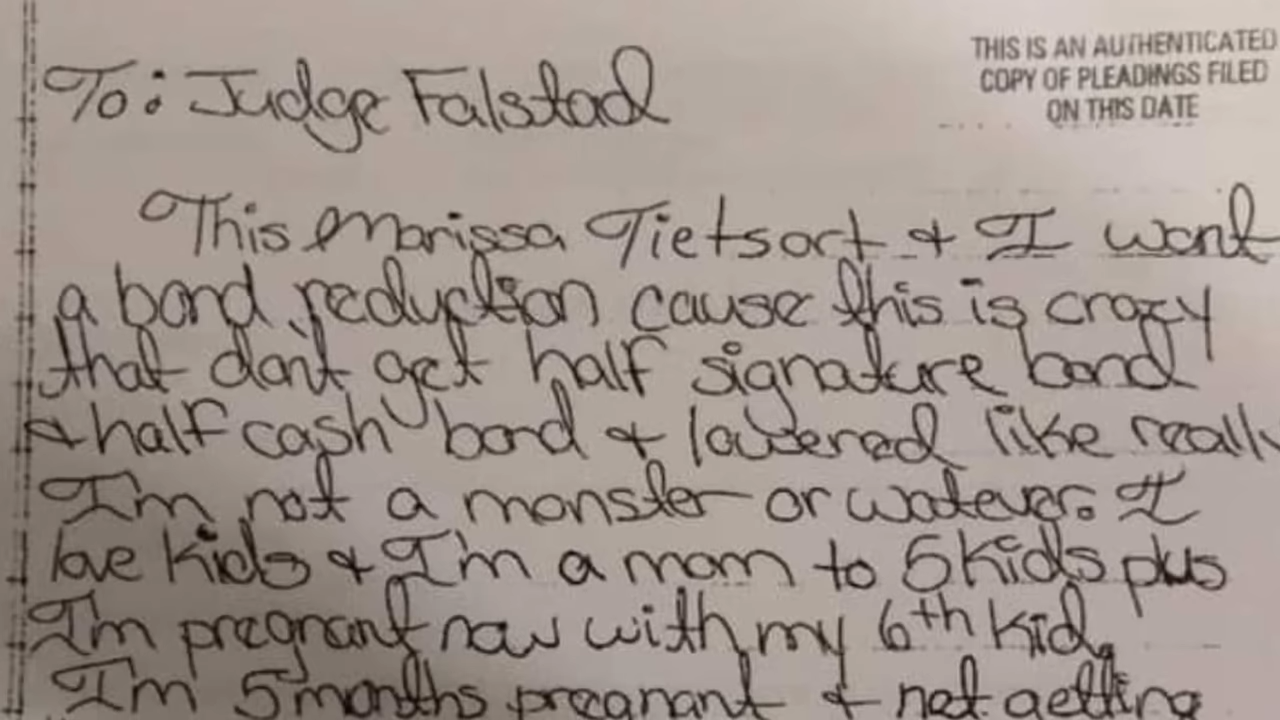 THIS IS AN AUTHENTICATED
COPY OF PLEADINGS FILED
ON THIS DATE
To: Judge Falstad
This Marissa Tietsort & I want
a bond reduction cause this is crazy
that don't get half signature bond
& half cash bond & lowered like really
I'm not a monster or watever. I
love kids & I'm a mom to 5 kids plus
I'm pregnant now with my 6th kid.
I'm 5 months pregnant & not getting